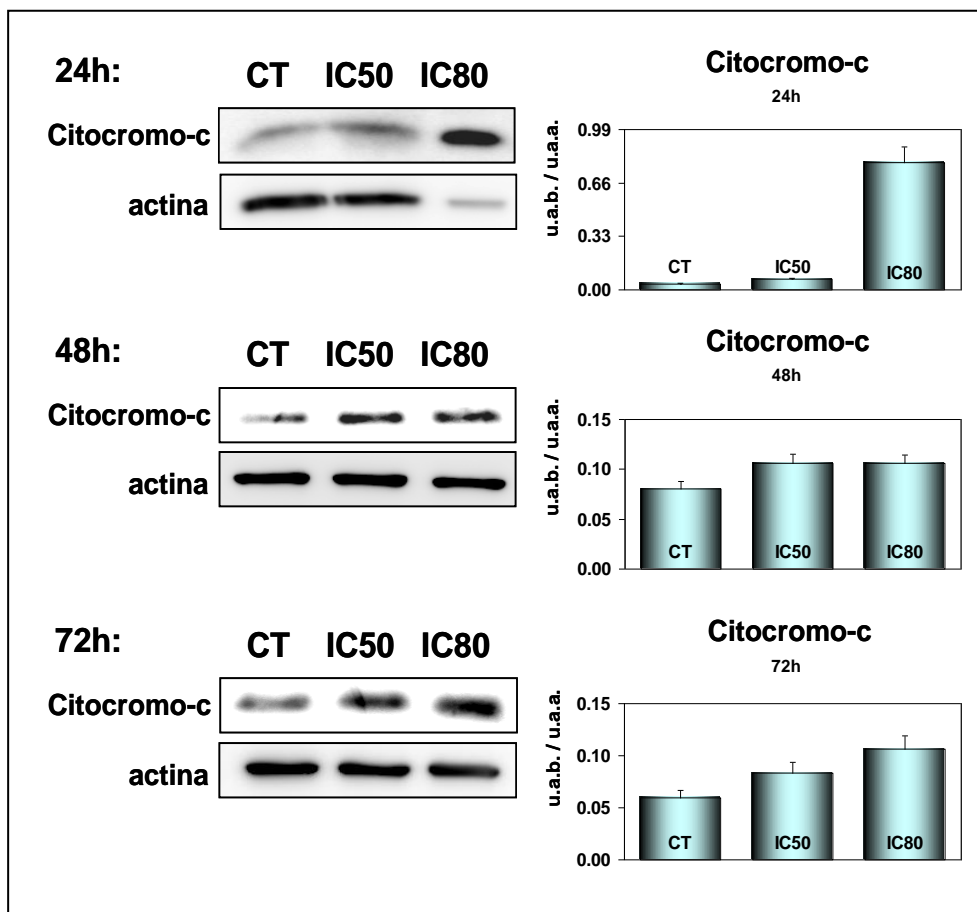 24h:
CT IC50 IC80
Citocromo-c
actina
Citocromo-c
24h
u.a.b. / u.a.a.
0.99
0.66
0.33
0.00
CT
IC50
IC80
48h:
CT IC50 IC80
Citocromo-c
actina
Citocromo-c
48h
u.a.b. / u.a.a.
0.15
0.10
0.05
0.00
CT
IC50
IC80
72h:
CT IC50 IC80
Citocromo-c
actina
Citocromo-c
72h
u.a.b. / u.a.a.
0.15
0.10
0.05
0.00
CT
IC50
IC80